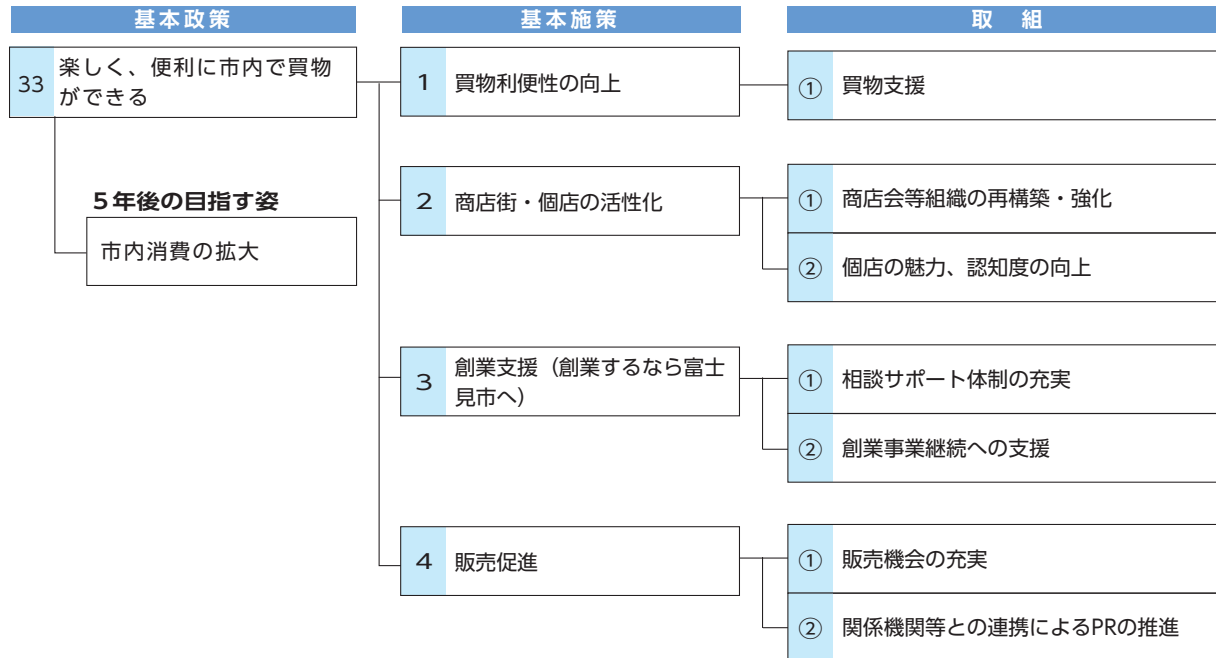 基本政策
基本施策
取　組
33
楽しく、便利に市内で買物
ができる
5年後の目指す姿
市内消費の拡大
1
買物利便性の向上
①
買物支援
2
商店街・個店の活性化
①
商店会等組織の再構築・強化
②
個店の魅力、認知度の向上
3
創業支援（創業するなら富士
見市へ）
①
相談サポート体制の充実
②
創業事業継続への支援
4
販売促進
①
販売機会の充実
②
関係機関等との連携によるPRの推進